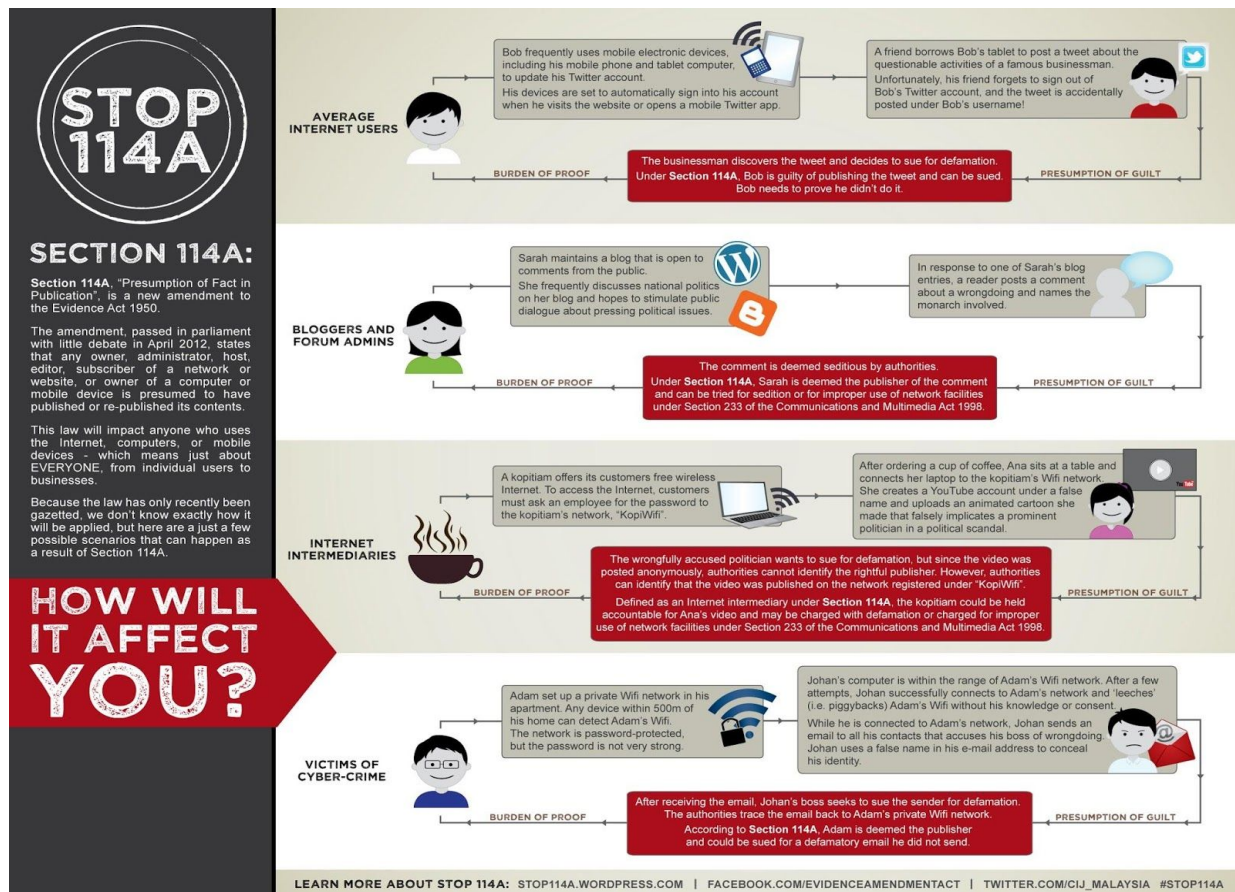 STOP
114A
SECTION 114A:
Section 114A, “Presumption of Fact in
Publication”, is a new amendment to
the Evidence Act 1950.
The amendment, passed in parliament
with little debate in April 2012, states
that any owner, administrator, host,
editor, subscriber of a network or
website, or owner of a computer or
mobile device is presumed to have
published or re-published its contents.
This law will impact anyone who uses
the Internet, computers, or mobile
devices - which means just about
EVERYONE, from individual users to
businesses.
Because the law has only recently been
gazetted, we don’t know exactly how it
will be applied, but here are a just a few
possible scenarios that can happen as
a result of Section 114A.
HOW WILL
IT AFFECT
YOU?
AVERAGE
INTERNET USERS
Bob frequently uses mobile electronic devices,
including his mobile phone and tablet computer,
to update his Twitter account.
His devices are set to automatically sign into his account
when he visits the website or opens a mobile Twitter app.
A friend borrows Bob’s tablet to post a tweet about the
questionable activities of a famous businessman.
Unfortunately, his friend forgets to sign out of
Bob’s Twitter account, and the tweet is accidentally
posted under Bob’s username!
PRESUMPTION OF GUILT
The businessman discovers the tweet and decides to sue for defamation.
Under Section 114A, Bob is guilty of publishing the tweet and can be sued.
Bob needs to prove he didn’t do it.
BURDEN OF PROOF
BLOGGERS AND
FORUM ADMINS
Sarah maintains a blog that is open to
comments from the public.
She frequently discusses national politics
on her blog and hopes to stimulate public
dialogue about pressing political issues.
In response to one of Sarah’s blog
entries, a reader posts a comment
about a wrongdoing and names the
monarch involved.
PRESUMPTION OF GUILT
The comment is deemed seditious by authorities.
Under Section 114A, Sarah is deemed the publisher of the comment
and can be tried for sedition or for improper use of network facilities
under Section 233 of the Communications and Multimedia Act 1998.
BURDEN OF PROOF
INTERNET
INTERMEDIARIES
A kopitiam offers its customers free wireless
Internet. To access the Internet, customers
must ask an employee for the password to
the kopitiam’s network, “KopiWifi”.
After ordering a cup of coffee, Ana sits at a table and
connects her laptop to the kopitiam’s Wifi network.
She creates a YouTube account under a false
name and uploads an animated cartoon she
made that falsely implicates a prominent
politician in a political scandal.
PRESUMPTION OF GUILT
The wrongfully accused politician wants to sue for defamation, but since the video was
posted anonymously, authorities cannot identify the rightful publisher. However, authorities
can identify that the video was published on the network registered under “KopiWifi”.
Defined as an Internet intermediary under Section 114A, the kopitiam could be held
accountable for Ana’s video and may be charged with defamation or charged for improper
use of network facilities under Section 233 of the Communications and Multimedia Act 1998.
BURDEN OF PROOF
VICTIMS OF
CYBER-CRIME
Adam set up a private Wifi network in his
apartment. Any device within 500m of
his home can detect Adam’s Wifi.
The network is password-protected,
but the password is not very strong.
Johan’s computer is within the range of Adam’s Wifi network. After a few
attempts, Johan successfully connects to Adam’s network and ‘leeches’
(i.e. piggybacks) Adam’s Wifi without his knowledge or consent.
While he is connected to Adam’s network, Johan sends an
email to all his contacts that accuses his boss of wrongdoing.
Johan uses a false name in his e-mail address to conceal
his identity.
PRESUMPTION OF GUILT
After receiving the email, Johan’s boss seeks to sue the sender for defamation.
The authorities trace the email back to Adam’s private Wifi network.
According to Section 114A, Adam is deemed the publisher
and could be sued for a defamatory email he did not send.
BURDEN OF PROOF
LEARN MORE ABOUT STOP 114A: STOP114A.WORDPRESS.COM | FACEBOOK.COM/EVIDENCEAMENDMENTACT | TWITTER.COM/CIJ_MALAYSIA #STOP114A